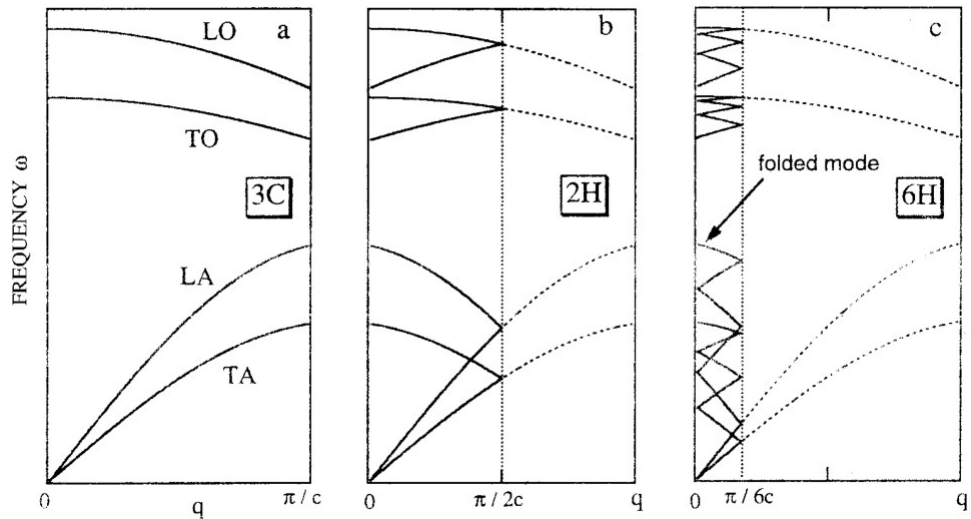 a
LO
TO
3C
LA
TA
FREQUENCY ω
0
q
π / c
b
2H
0
π / 2c
q
c
folded mode
6H
0
π / 6c
q